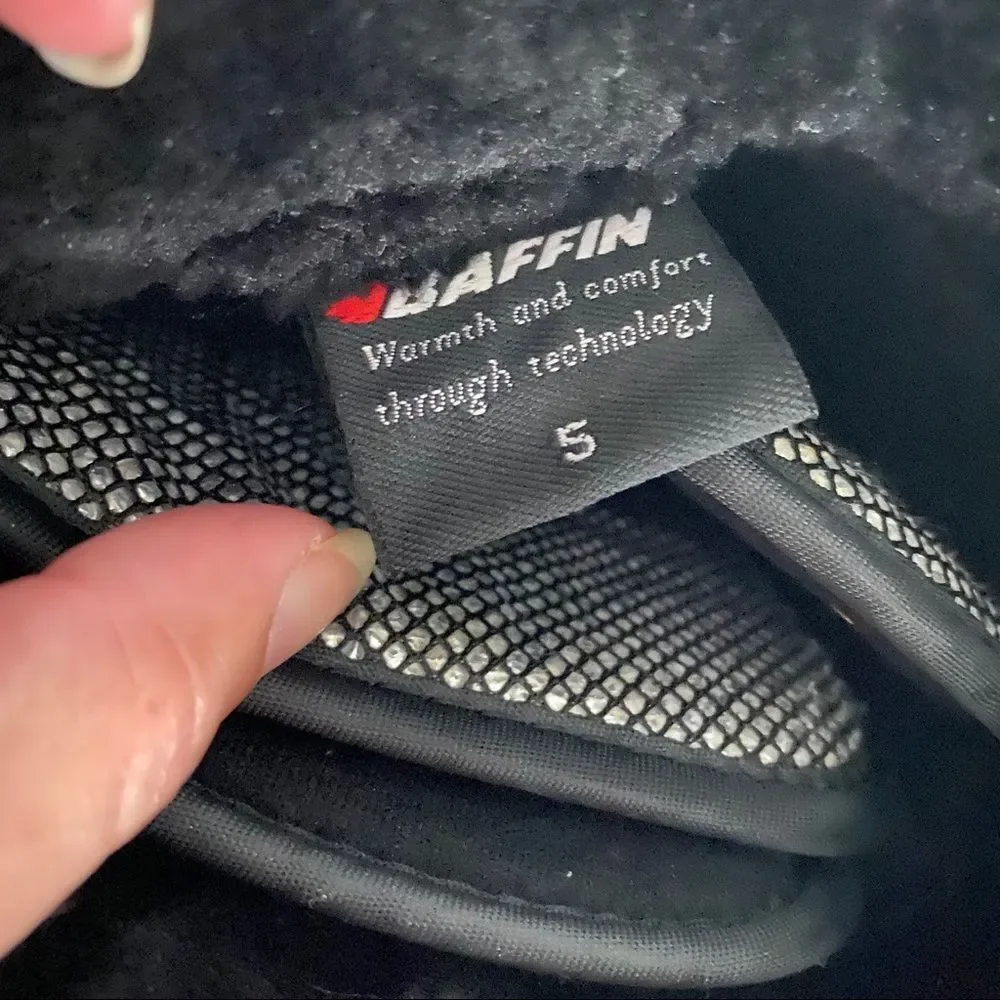 BAFFIN
Warmth and comfort
through technology
5